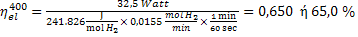 η_el^400 = 32,5 Watt / (241.826 J/mol H₂ × 0,0155 mol H₂/min × 1 min/60 sec) = 0,650 ή 65,0 %